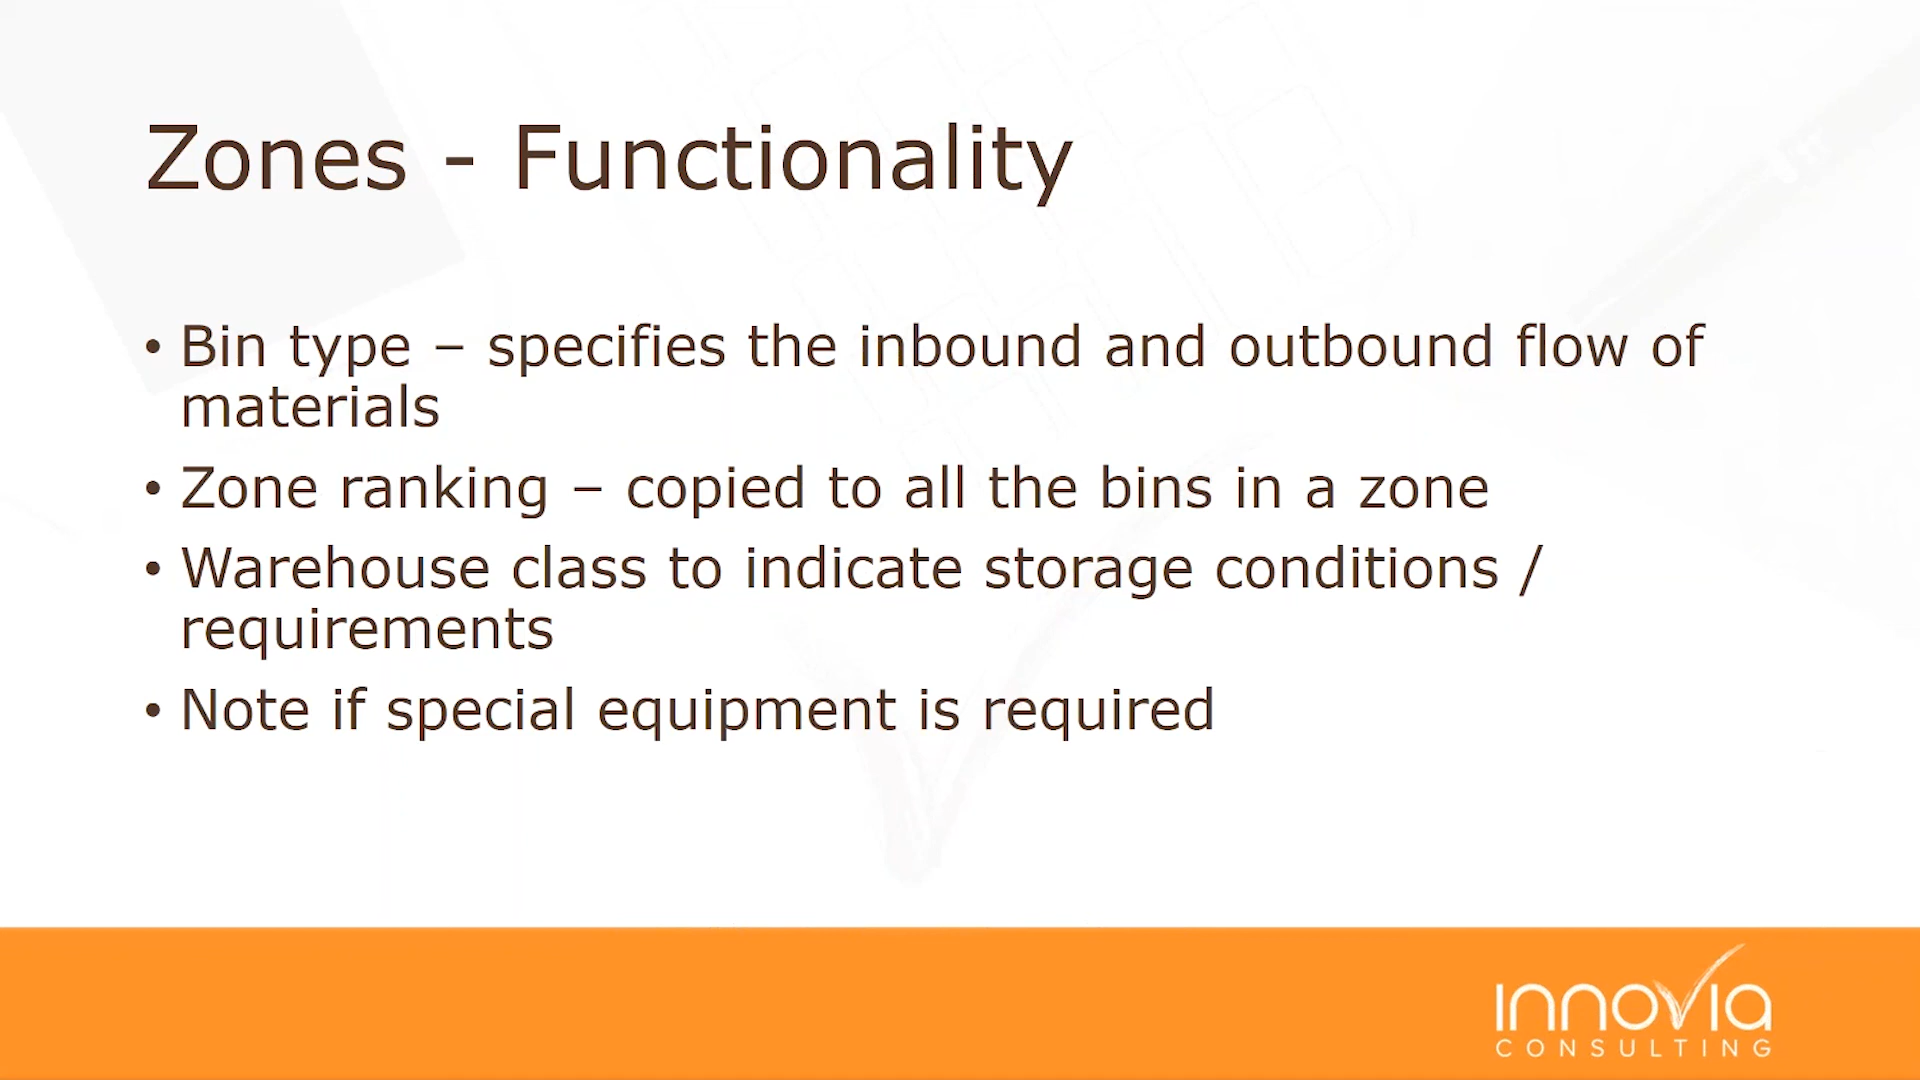 Zones - Functionality
• Bin type – specifies the inbound and outbound flow of
materials
• Zone ranking – copied to all the bins in a zone
• Warehouse class to indicate storage conditions /
requirements
• Note if special equipment is required
innovia
CONSULTING